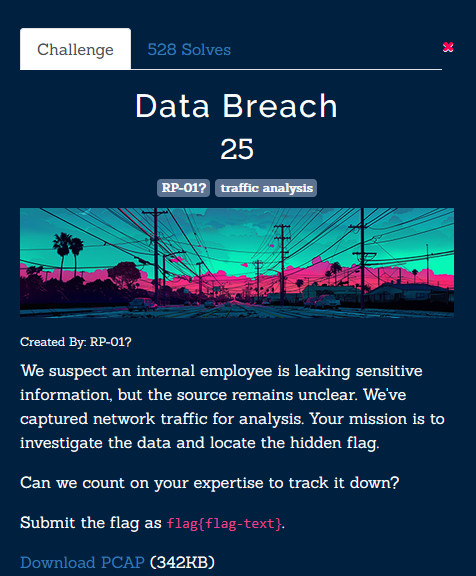 Challenge
528 Solves
Data Breach
25
RP-01? traffic analysis
Created By: RP-01?
We suspect an internal employee is leaking sensitive
information, but the source remains unclear. We've
captured network traffic for analysis. Your mission is to
investigate the data and locate the hidden flag.
Can we count on your expertise to track it down?
Submit the flag as flag{flag-text}.
Download PCAP (342KB)